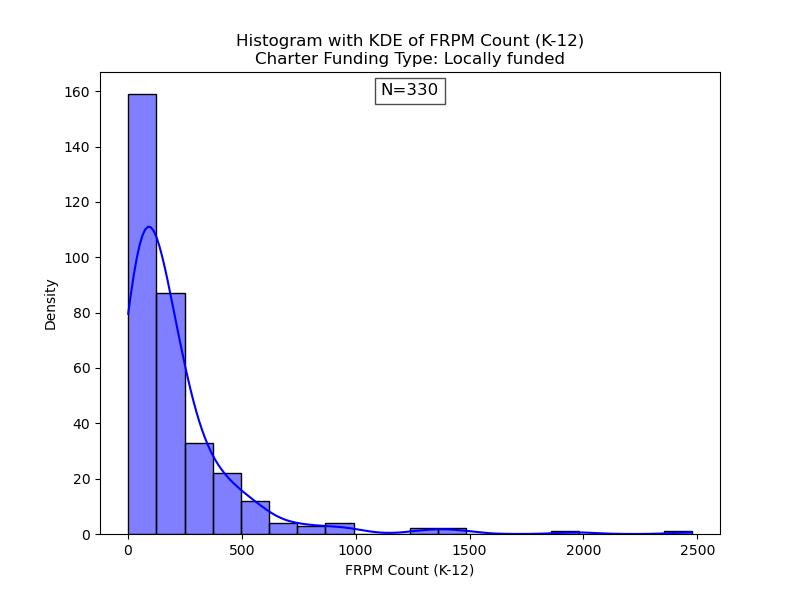 Histogram with KDE of FRPM Count (K-12)
Charter Funding Type: Locally funded
N=330
160
140
120
100
80
60
40
20
0
Density
0 500 1000 1500 2000 2500
FRPM Count (K-12)